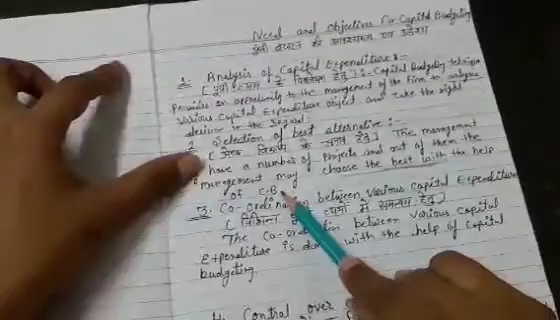 Need and Objectives for Capital Budgeting
पूंजी बजटन की आवश्यकता एवं उद्देश्य
1. Analysis of Capital Expenditure :-
[ पूंजी व्यय के विश्लेषण हेतु ] :- Capital Budgeting technique
provides an opportunity to the mangement of the firm to analyse
various Capital Expenditure object and take the right
decision in this regard.
2. Selection of best alternative :-
[ श्रेष्ठ विकल्प के चुनाव हेतु ] The management
have a number of projects and out of them the
management may choose the best with the help
of C.B
3. Co-ordination between various capital Expenditure
( विभिन्न व्ययों में समन्वय हेतु )
The Co-ordination between various capital
Expenditure is done with the help of capital
budgeting
4. Control over